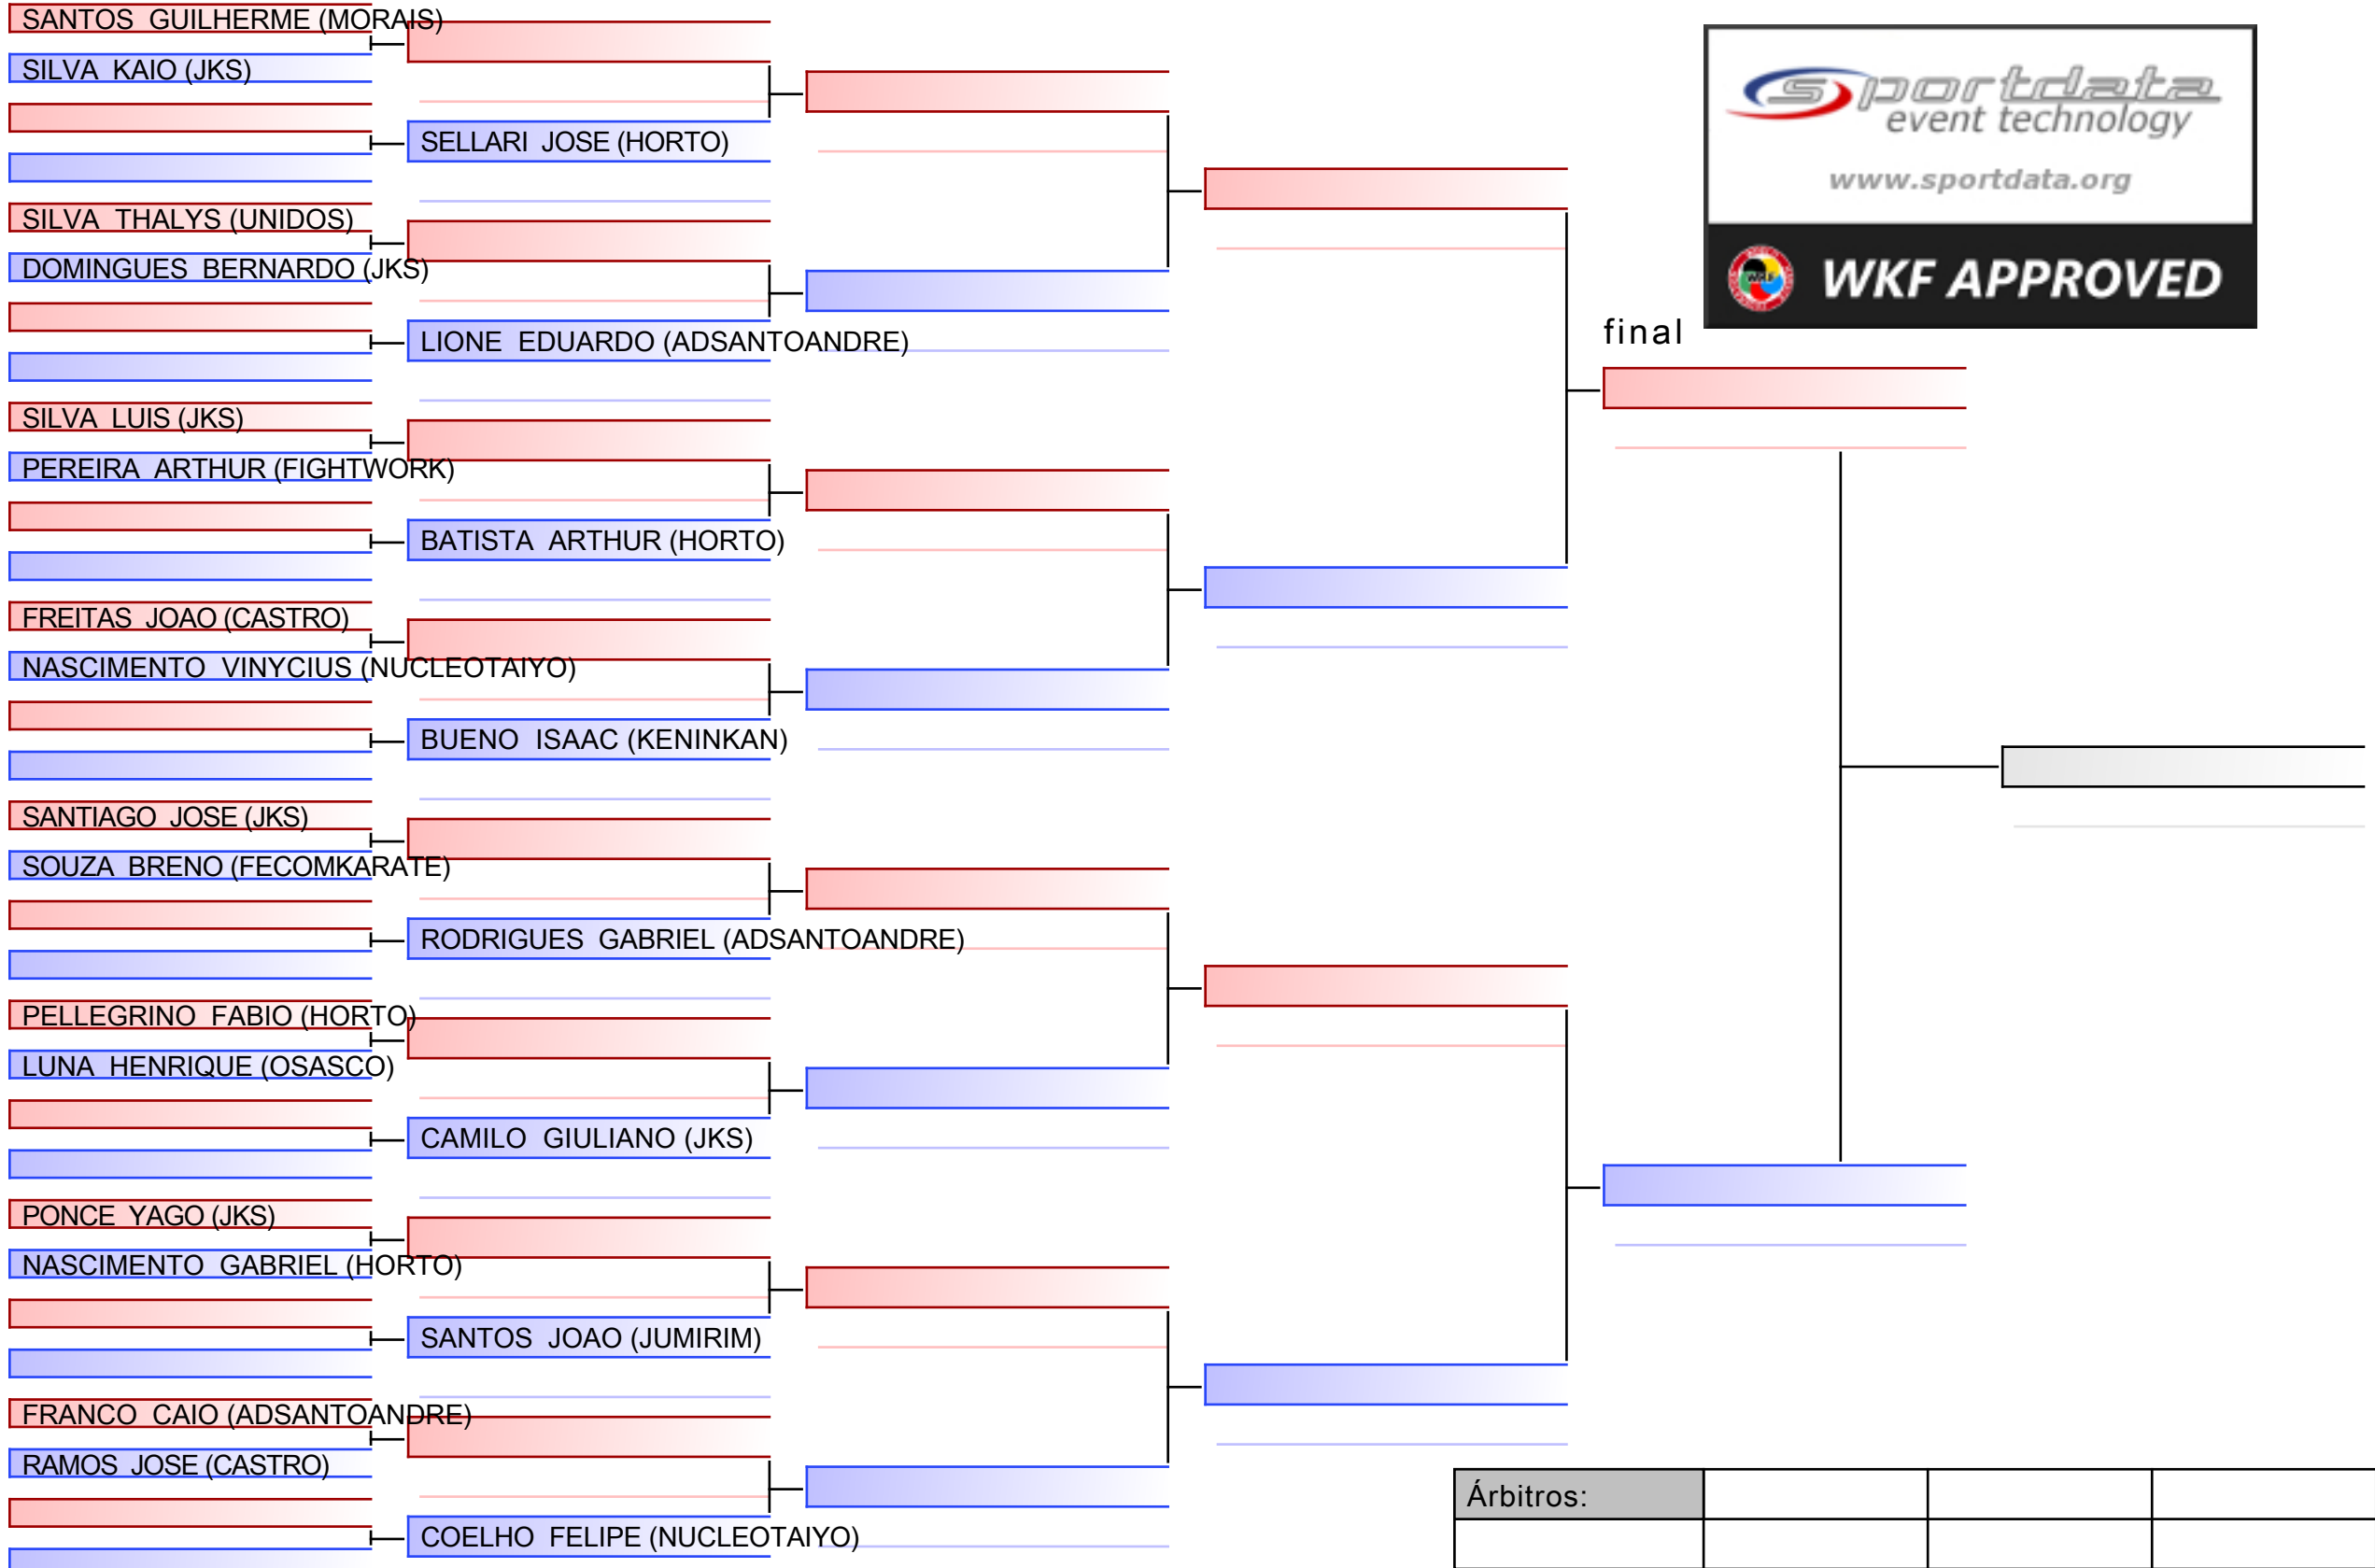 SANTOS GUILHERME (MORAIS)
SILVA KAIO (JKS)
SELLARI JOSE (HORTO)
SILVA THALYS (UNIDOS)
DOMINGUES BERNARDO (JKS)
LIONE EDUARDO (ADSANTOANDRE)
SILVA LUIS (JKS)
PEREIRA ARTHUR (FIGHTWORK)
BATISTA ARTHUR (HORTO)
FREITAS JOAO (CASTRO)
NASCIMENTO VINYCIUS (NUCLEOTAIYO)
BUENO ISAAC (KENINKAN)
SANTIAGO JOSE (JKS)
SOUZA BRENO (FECOMKARATE)
RODRIGUES GABRIEL (ADSANTOANDRE)
PELLEGRINO FABIO (HORTO)
LUNA HENRIQUE (OSASCO)
CAMILO GIULIANO (JKS)
PONCE YAGO (JKS)
NASCIMENTO GABRIEL (HORTO)
SANTOS JOAO (JUMIRIM)
FRANCO CAIO (ADSANTOANDRE)
RAMOS JOSE (CASTRO)
COELHO FELIPE (NUCLEOTAIYO)
sportdata
event technology
www.sportdata.org
WKF
WKF APPROVED
final
Árbitros: